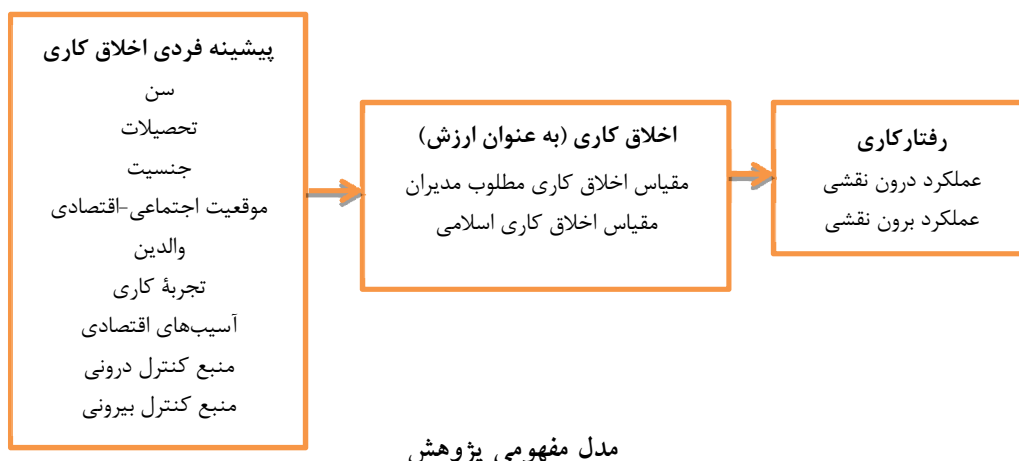 پیشینه فردی اخلاق کاری
سن
تحصیلات
جنسیت
موقعیت اجتماعی-اقتصادی
والدین
تجربۀ کاری
آسیب‌های اقتصادی
منبع کنترل درونی
منبع کنترل بیرونی
اخلاق کاری (به عنوان ارزش)
مقیاس اخلاق کاری مطلوب مدیران
مقیاس اخلاق کاری اسلامی
رفتارکاری
عملکرد درون نقشی
عملکرد برون نقشی
مدل مفهومی پژوهش